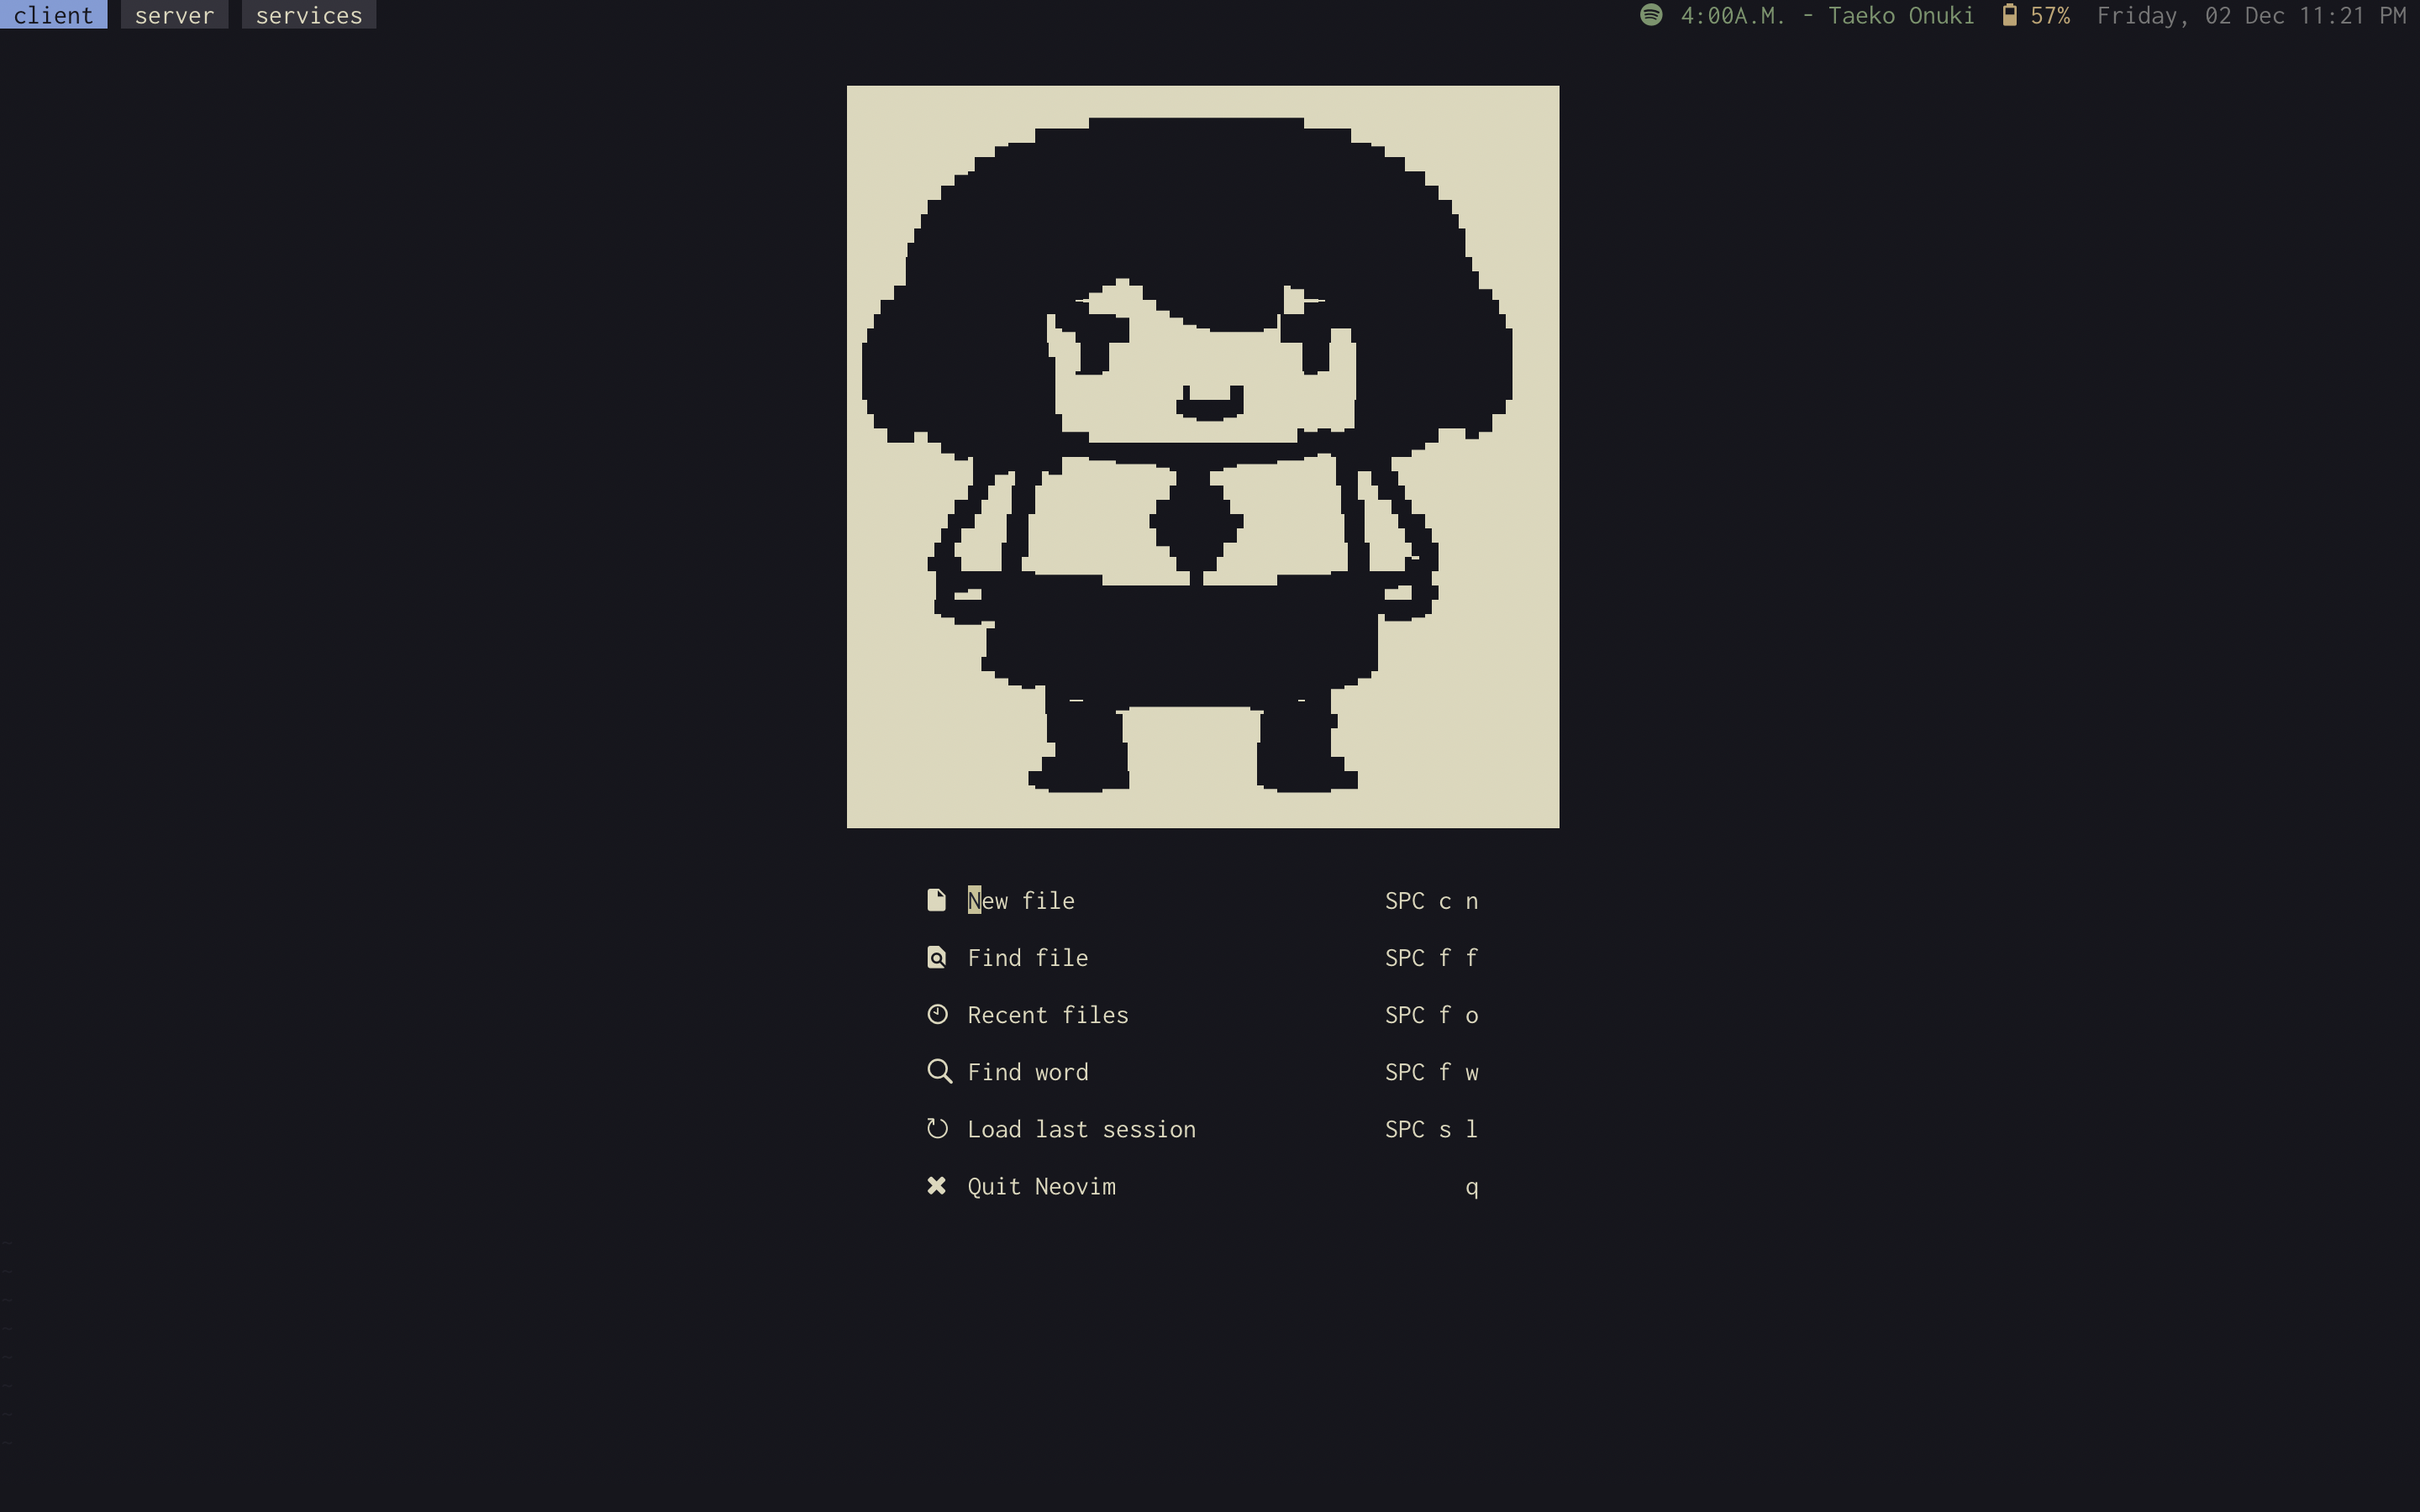 client server services 4:00A.M. - Taeko Onuki 57% Friday, 02 Dec 11:21 PM
New file SPC c n
Find file SPC f f
Recent files SPC f o
Find word SPC f w
Load last session SPC s l
Quit Neovim q
~
~
~
~
~
~
~
~